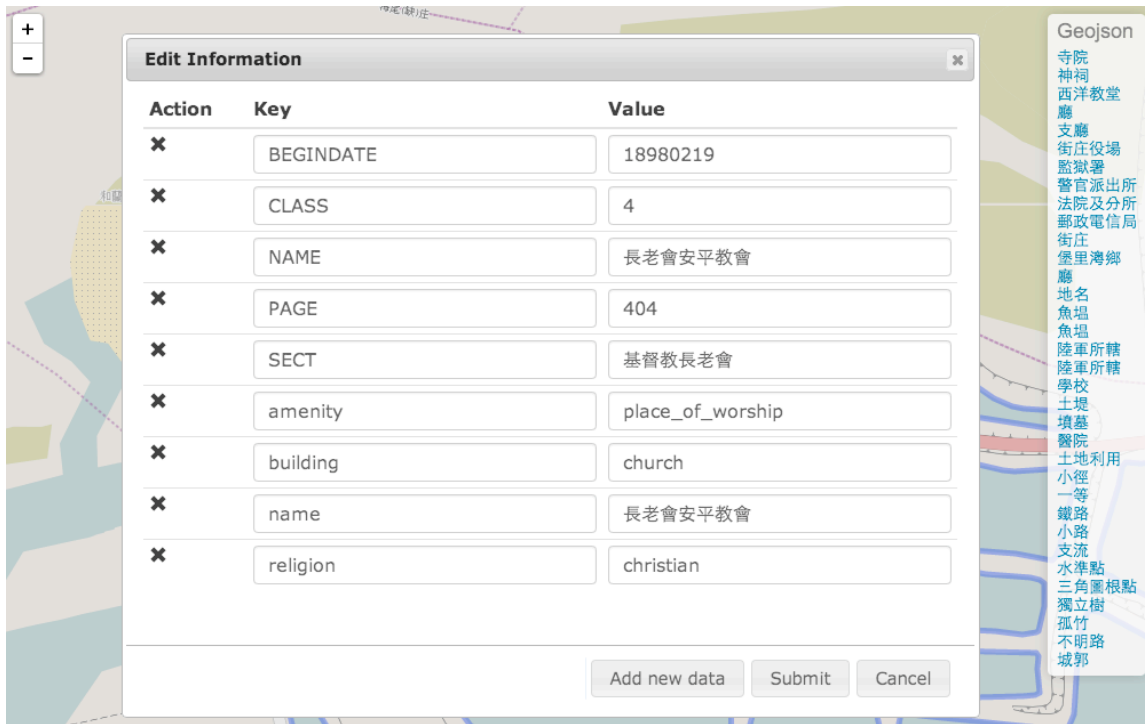 +
−
Edit Information
Action Key Value
BEGINDATE 18980219
CLASS 4
NAME 長老會安平教會
PAGE 404
SECT 基督教長老會
amenity place_of_worship
building church
name 長老會安平教會
religion christian
Add new data Submit Cancel
Geojson
寺院
神祠
西洋教堂
廳
支廳
街庄役場
監獄署
警官派出所
法院及分所
郵政電信局
街庄
堡里澚鄉
廳
地名
魚塭
魚塭
陸軍所轄
陸軍所轄
學校
土堤
墳墓
醫院
土地利用
小徑
一等
鐵路
小路
支流
水準點
三角圖根點
獨立樹
孤竹
不明路
城郭